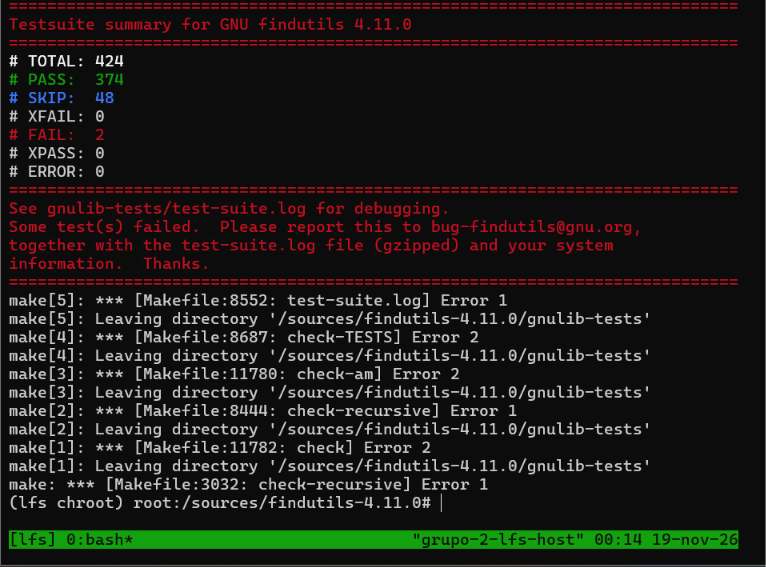 ============================================================================
Testsuite summary for GNU findutils 4.11.0
============================================================================
# TOTAL: 424
# PASS:  374
# SKIP:  48
# XFAIL: 0
# FAIL:  2
# XPASS: 0
# ERROR: 0
============================================================================
See gnulib-tests/test-suite.log for debugging.
Some test(s) failed.  Please report this to bug-findutils@gnu.org,
together with the test-suite.log file (gzipped) and your system
information.  Thanks.
============================================================================
make[5]: *** [Makefile:8552: test-suite.log] Error 1
make[5]: Leaving directory '/sources/findutils-4.11.0/gnulib-tests'
make[4]: *** [Makefile:8687: check-TESTS] Error 2
make[4]: Leaving directory '/sources/findutils-4.11.0/gnulib-tests'
make[3]: *** [Makefile:11780: check-am] Error 2
make[3]: Leaving directory '/sources/findutils-4.11.0/gnulib-tests'
make[2]: *** [Makefile:8444: check-recursive] Error 1
make[2]: Leaving directory '/sources/findutils-4.11.0/gnulib-tests'
make[1]: *** [Makefile:11782: check] Error 2
make[1]: Leaving directory '/sources/findutils-4.11.0/gnulib-tests'
make: *** [Makefile:3032: check-recursive] Error 1
(lfs chroot) root:/sources/findutils-4.11.0#
[lfs] 0:bash* "grupo-2-lfs-host" 00:14 19-nov-26